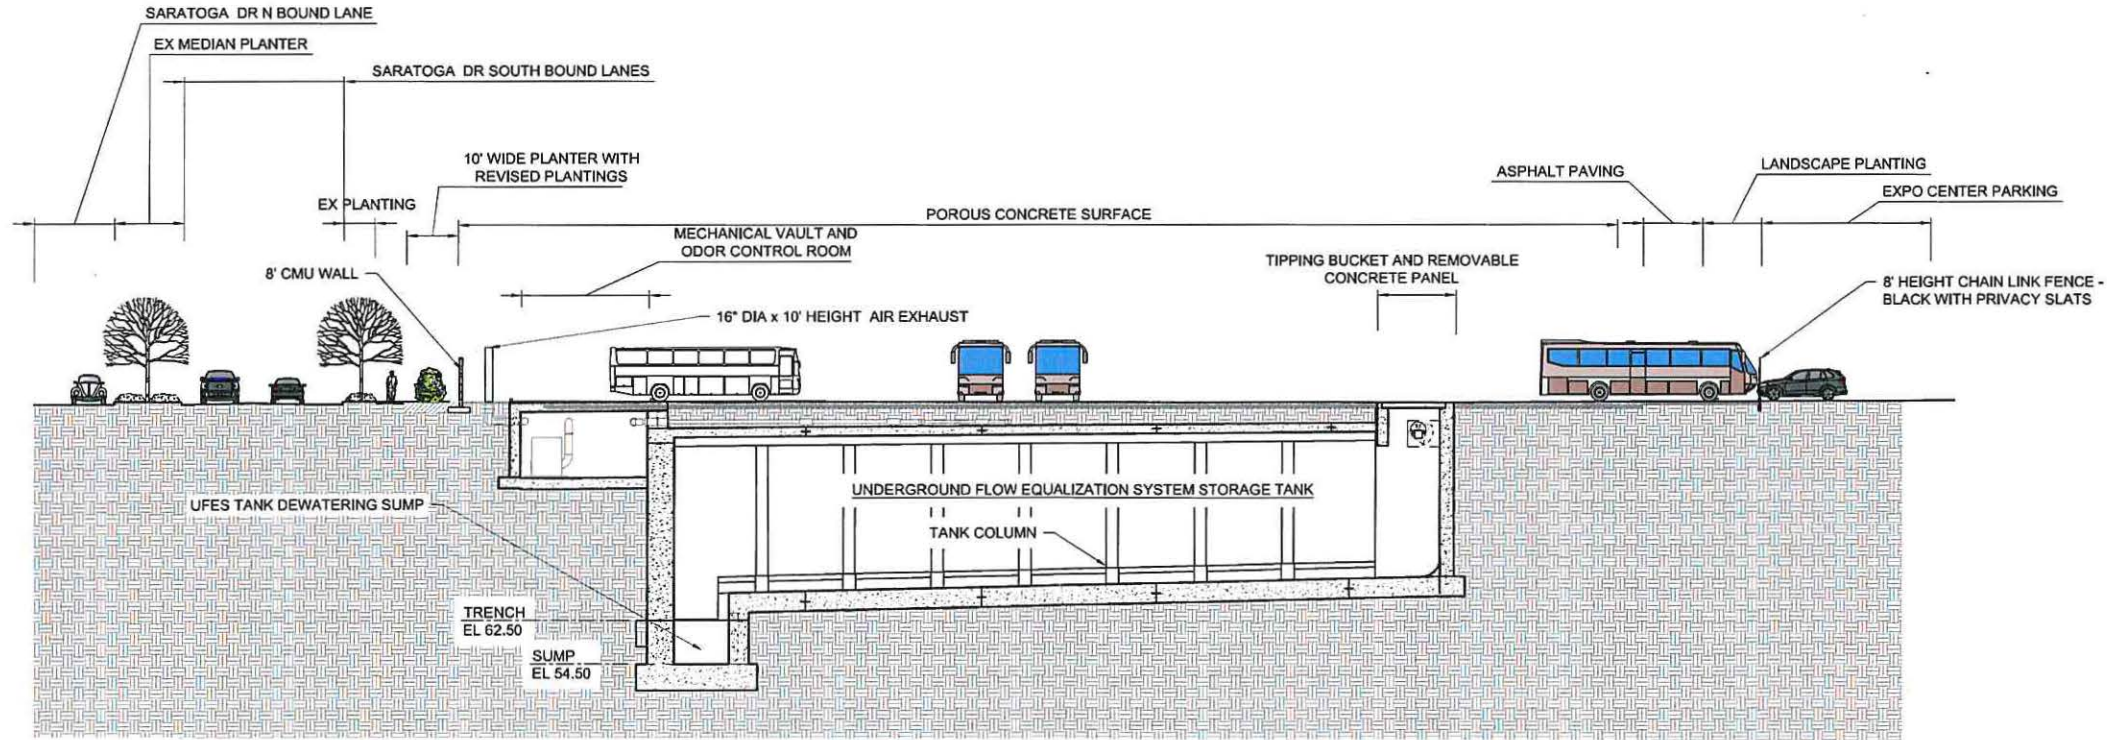 SARATOGA DR N BOUND LANE
EX MEDIAN PLANTER
SARATOGA DR SOUTH BOUND LANES
10' WIDE PLANTER WITH
REVISED PLANTINGS
EX PLANTING
POROUS CONCRETE SURFACE
ASPHALT PAVING
LANDSCAPE PLANTING
EXPO CENTER PARKING
MECHANICAL VAULT AND
ODOR CONTROL ROOM
8' CMU WALL
TIPPING BUCKET AND REMOVABLE
CONCRETE PANEL
8' HEIGHT CHAIN LINK FENCE -
BLACK WITH PRIVACY SLATS
16" DIA x 10' HEIGHT AIR EXHAUST
UNDERGROUND FLOW EQUALIZATION SYSTEM STORAGE TANK
UFES TANK DEWATERING SUMP
TANK COLUMN
TRENCH
EL 62.50
SUMP
EL 54.50